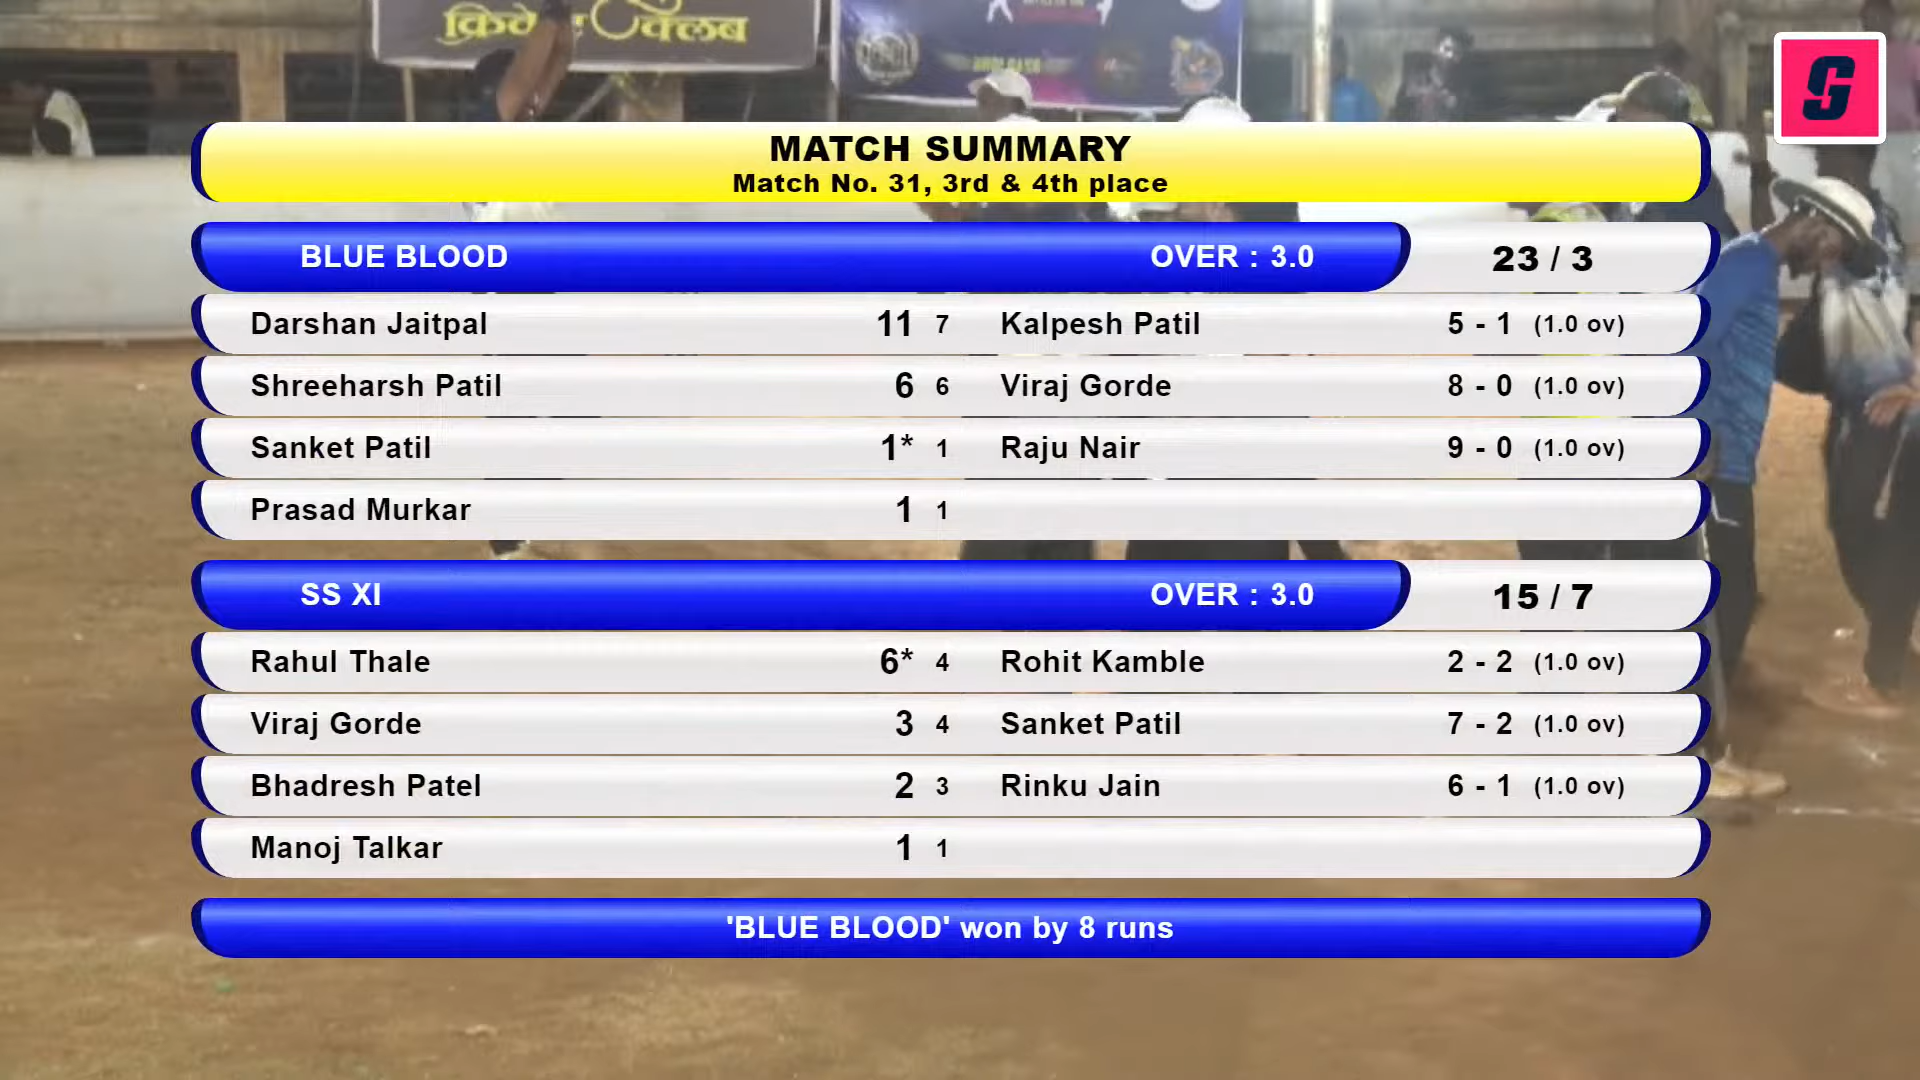 क्रिकेट क्लब
G
MATCH SUMMARY
Match No. 31, 3rd & 4th place
BLUE BLOOD OVER : 3.0 23 / 3
Darshan Jaitpal 11 7 Kalpesh Patil 5 - 1 (1.0 ov)
Shreeharsh Patil 6 6 Viraj Gorde 8 - 0 (1.0 ov)
Sanket Patil 1* 1 Raju Nair 9 - 0 (1.0 ov)
Prasad Murkar 1 1
SS XI OVER : 3.0 15 / 7
Rahul Thale 6* 4 Rohit Kamble 2 - 2 (1.0 ov)
Viraj Gorde 3 4 Sanket Patil 7 - 2 (1.0 ov)
Bhadresh Patel 2 3 Rinku Jain 6 - 1 (1.0 ov)
Manoj Talkar 1 1
'BLUE BLOOD' won by 8 runs